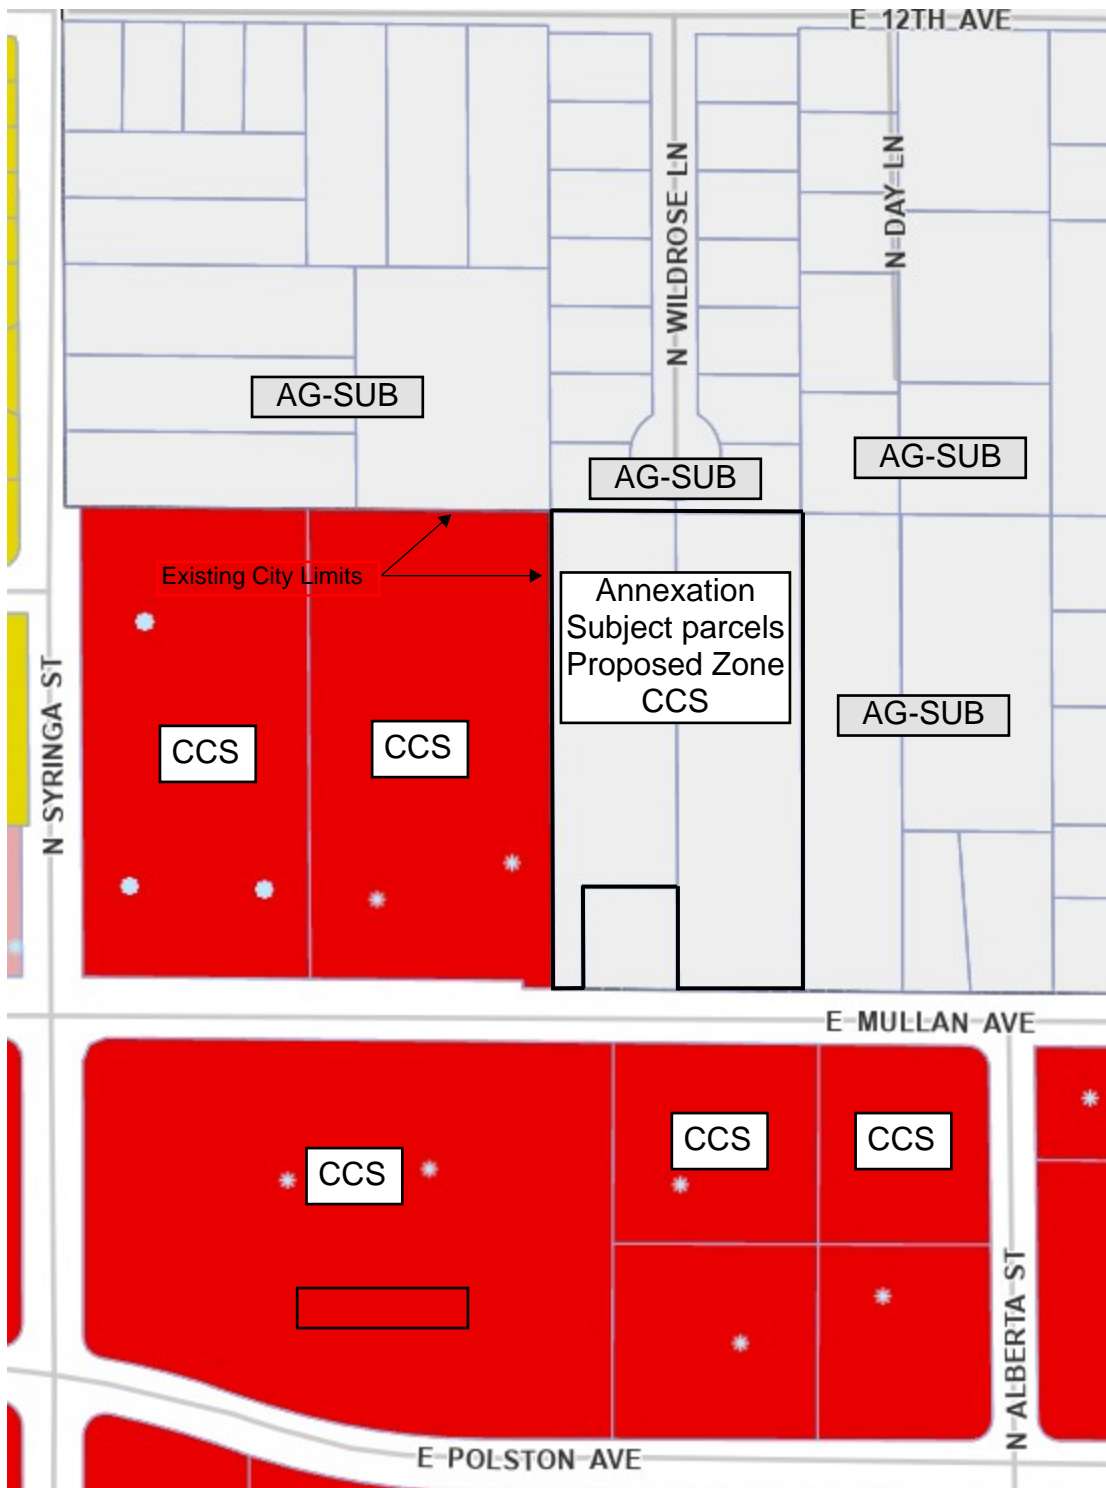 E 12TH AVE
N WILDROSE LN
N DAY LN
AG-SUB
AG-SUB
AG-SUB
Existing City Limits
Annexation
Subject parcels
Proposed Zone
CCS
N SYRINGA ST
AG-SUB
CCS
CCS
E MULLAN AVE
CCS
CCS
CCS
N ALBERTA ST
E POLSTON AVE